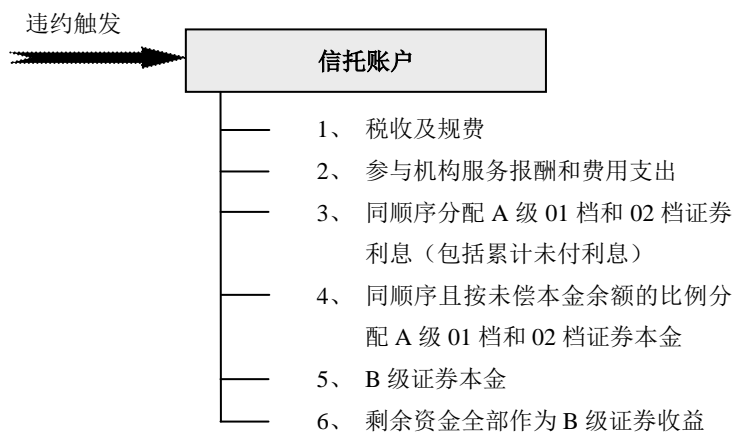 违约触发
信托账户
1、 税收及规费
2、 参与机构服务报酬和费用支出
3、 同顺序分配 A 级 01 档和 02 档证券
利息（包括累计未付利息）
4、 同顺序且按未偿本金余额的比例分
配 A 级 01 档和 02 档证券本金
5、 B 级证券本金
6、 剩余资金全部作为 B 级证券收益